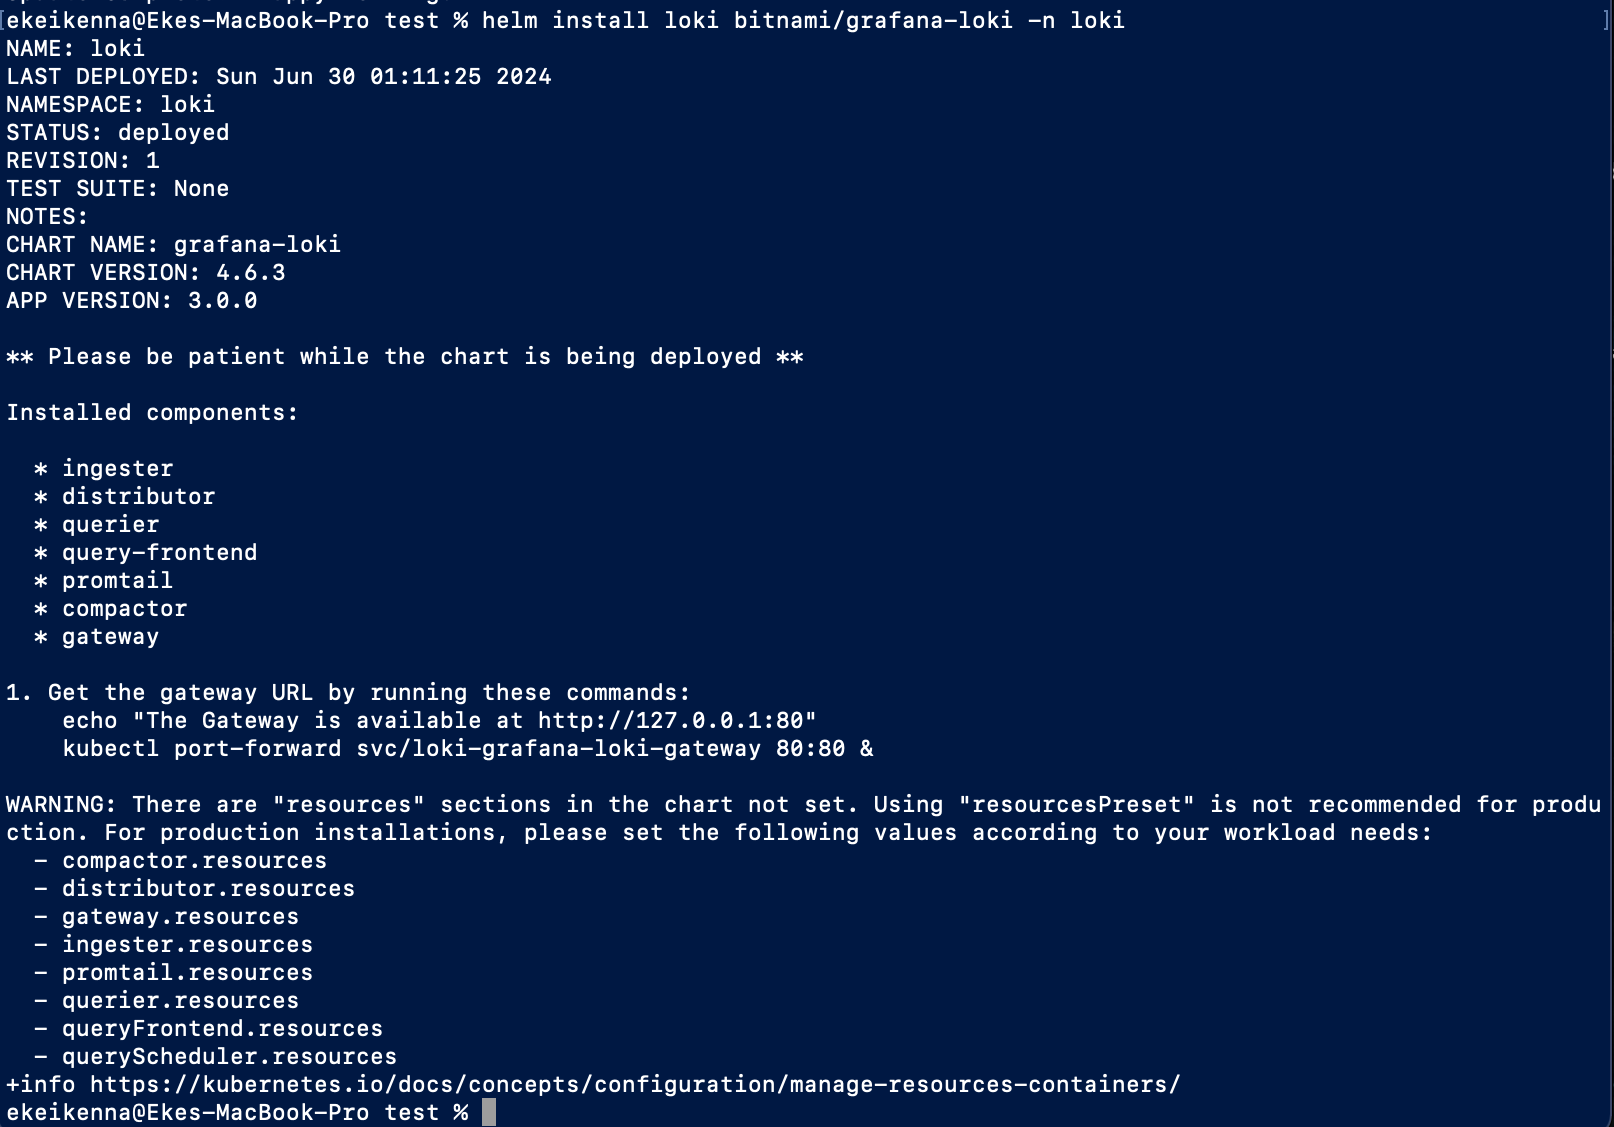 ekeikenna@Ekes-MacBook-Pro test % helm install loki bitnami/grafana-loki -n loki
NAME: loki
LAST DEPLOYED: Sun Jun 30 01:11:25 2024
NAMESPACE: loki
STATUS: deployed
REVISION: 1
TEST SUITE: None
NOTES:
CHART NAME: grafana-loki
CHART VERSION: 4.6.3
APP VERSION: 3.0.0

** Please be patient while the chart is being deployed **

Installed components:

  * ingester
  * distributor
  * querier
  * query-frontend
  * promtail
  * compactor
  * gateway

1. Get the gateway URL by running these commands:
    echo "The Gateway is available at http://127.0.0.1:80"
    kubectl port-forward svc/loki-grafana-loki-gateway 80:80 &

WARNING: There are "resources" sections in the chart not set. Using "resourcesPreset" is not recommended for produ
ction. For production installations, please set the following values according to your workload needs:
  - compactor.resources
  - distributor.resources
  - gateway.resources
  - ingester.resources
  - promtail.resources
  - querier.resources
  - queryFrontend.resources
  - queryScheduler.resources
+info https://kubernetes.io/docs/concepts/configuration/manage-resources-containers/
ekeikenna@Ekes-MacBook-Pro test %